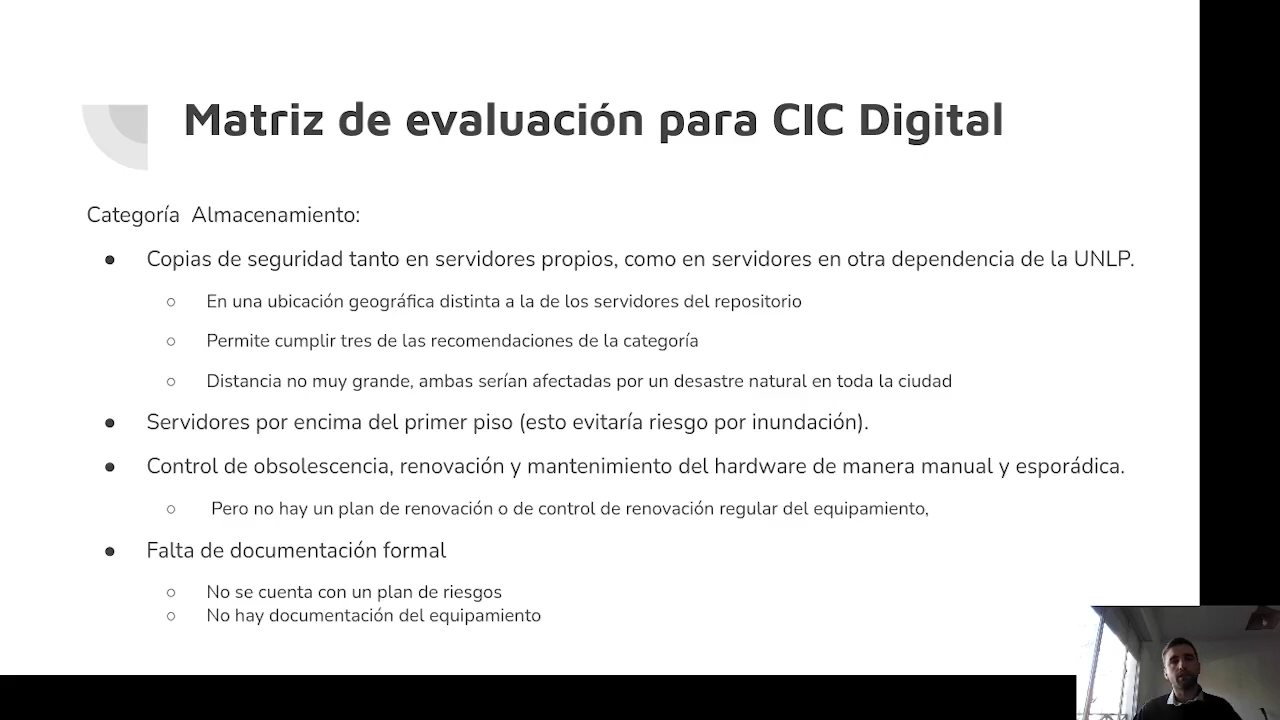 Matriz de evaluación para CIC Digital
Categoría Almacenamiento:
● Copias de seguridad tanto en servidores propios, como en servidores en otra dependencia de la UNLP.
○ En una ubicación geográfica distinta a la de los servidores del repositorio
○ Permite cumplir tres de las recomendaciones de la categoría
○ Distancia no muy grande, ambas serían afectadas por un desastre natural en toda la ciudad
● Servidores por encima del primer piso (esto evitaría riesgo por inundación).
● Control de obsolescencia, renovación y mantenimiento del hardware de manera manual y esporádica.
○ Pero no hay un plan de renovación o de control de renovación regular del equipamiento,
● Falta de documentación formal
○ No se cuenta con un plan de riesgos
○ No hay documentación del equipamiento